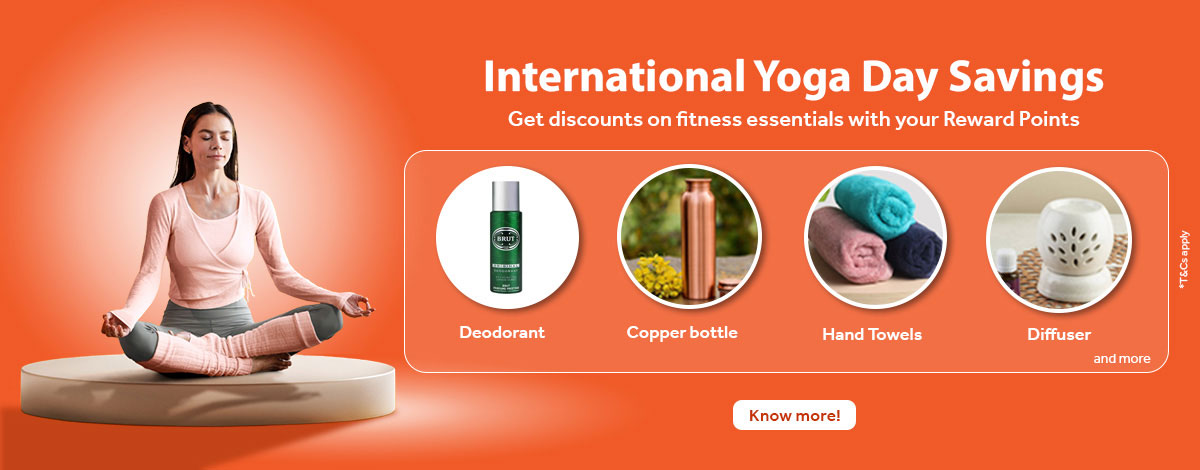 International Yoga Day Savings
Get discounts on fitness essentials with your Reward Points
BRUT
Deodorant
Copper bottle
Hand Towels
Diffuser
and more
*T&Cs apply
Know more!